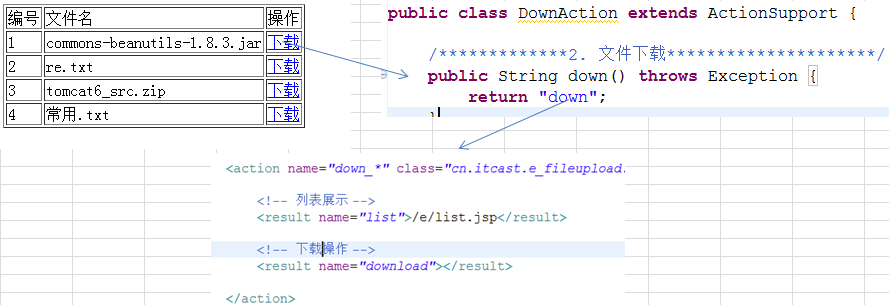 编号 文件名 操作
1 commons-beanutils-1.8.3.jar 下载
2 re.txt 下载
3 tomcat6_src.zip 下载
4 常用.txt 下载
public class DownAction extends ActionSupport {
/*************2. 文件下载*********************/
public String down() throws Exception {
return "down";
}
<action name="down_*" class="cn.itcast.e_fileupload.
<!-- 列表展示 -->
<result name="list">/e/list.jsp</result>
<!-- 下载操作 -->
<result name="download"></result>
</action>